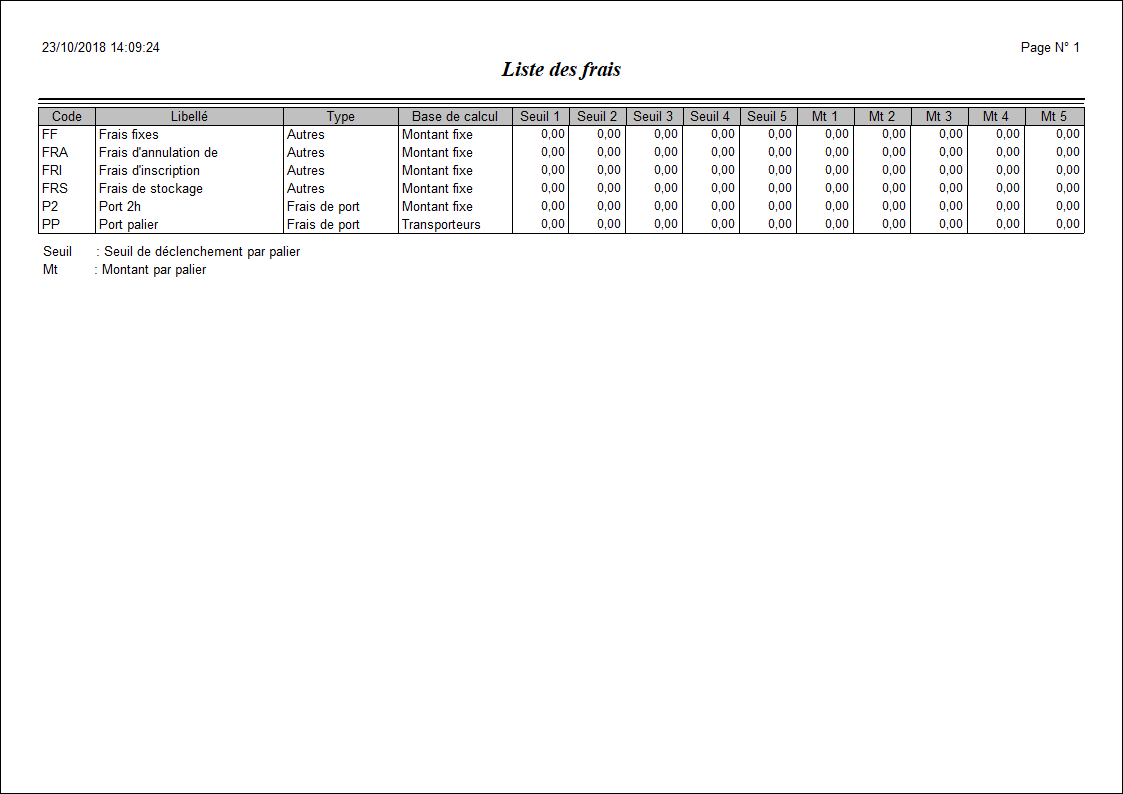 23/10/2018 14:09:24 Page N° 1
Liste des frais
Code Libellé Type Base de calcul Seuil 1 Seuil 2 Seuil 3 Seuil 4 Seuil 5 Mt 1 Mt 2 Mt 3 Mt 4 Mt 5
FF Frais fixes Autres Montant fixe 0,00 0,00 0,00 0,00 0,00 0,00 0,00 0,00 0,00 0,00
FRA Frais d'annulation de Autres Montant fixe 0,00 0,00 0,00 0,00 0,00 0,00 0,00 0,00 0,00 0,00
FRI Frais d'inscription Autres Montant fixe 0,00 0,00 0,00 0,00 0,00 0,00 0,00 0,00 0,00 0,00
FRS Frais de stockage Autres Montant fixe 0,00 0,00 0,00 0,00 0,00 0,00 0,00 0,00 0,00 0,00
P2 Port 2h Frais de port Montant fixe 0,00 0,00 0,00 0,00 0,00 0,00 0,00 0,00 0,00 0,00
PP Port palier Frais de port Transporteurs 0,00 0,00 0,00 0,00 0,00 0,00 0,00 0,00 0,00 0,00
Seuil : Seuil de déclenchement par palier
Mt : Montant par palier